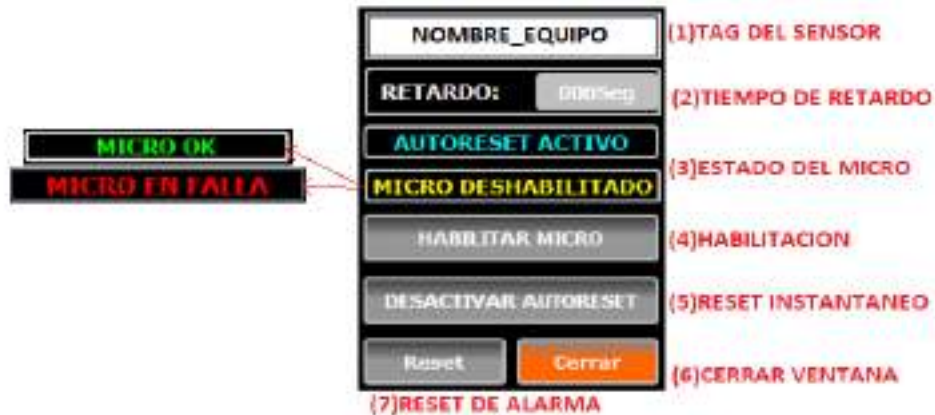 NOMBRE_EQUIPO
(1)TAG DEL SENSOR
RETARDO: 000Seg
(2)TIEMPO DE RETARDO
MICRO OK
AUTORESET ACTIVO
(3)ESTADO DEL MICRO
MICRO EN FALLA
MICRO DESHABILITADO
HABILITAR MICRO
(4)HABILITACION
DESACTIVAR AUTORESET
(5)RESET INSTANTANEO
Reset
Cerrar
(6)CERRAR VENTANA
(7)RESET DE ALARMA